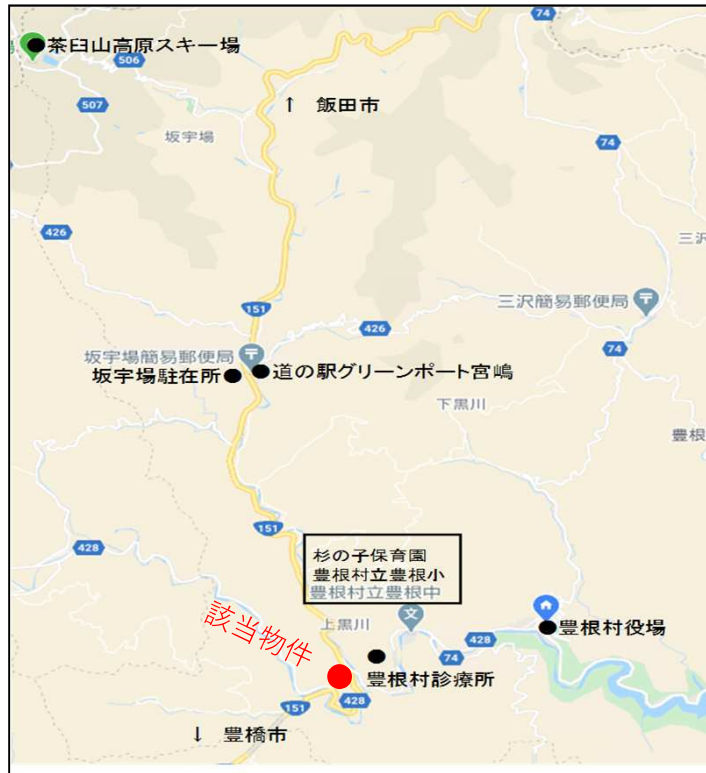 74
茶臼山高原スキー場
506
507
↑ 飯田市
坂宇場
74
426
三沢
三沢簡易郵便局
151
426
坂宇場簡易郵便局
74
坂宇場駐在所
道の駅グリーンポート宮嶋
下黒川
豊根
151
428
杉の子保育園
豊根村立豊根小
豊根村立豊根中
該当物件
上黒川
文
428
豊根村役場
74
豊根村診療所
151
428
↓ 豊橋市